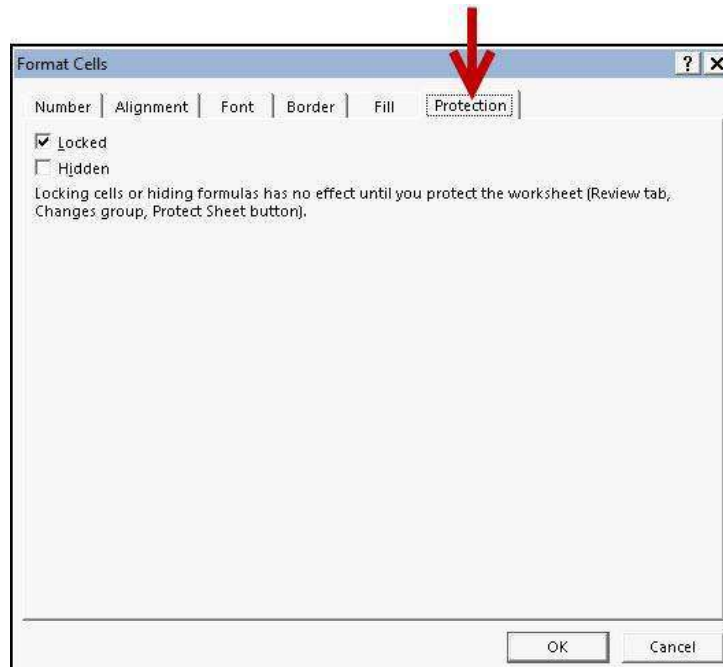 Format Cells
Number Alignment Font Border Fill Protection
Locked
Hidden
Locking cells or hiding formulas has no effect until you protect the worksheet (Review tab,
Changes group, Protect Sheet button).
OK Cancel